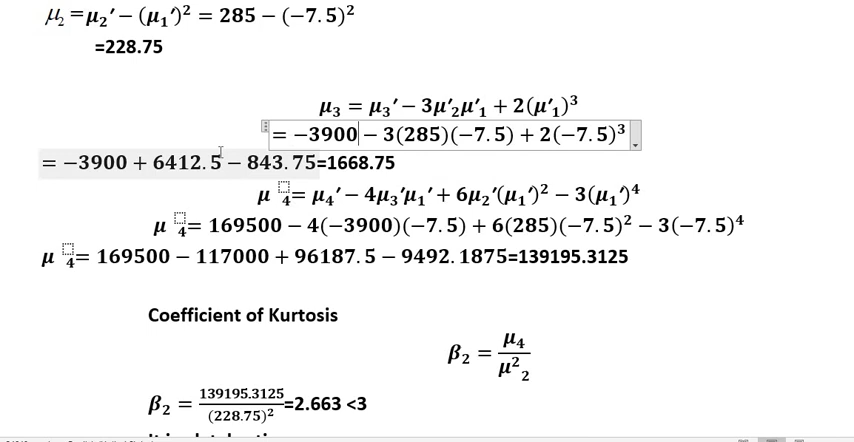 μ₂ = μ₂′ − (μ₁′)² = 285 − (−7.5)²
=228.75
μ₃ = μ₃′ − 3μ′₂μ′₁ + 2(μ′₁)³
= −3900 − 3(285)(−7.5) + 2(−7.5)³
= −3900 + 6412.5 − 843.75=1668.75
μ ₄= μ₄′ − 4μ₃′μ₁′ + 6μ₂′(μ₁′)² − 3(μ₁′)⁴
μ ₄= 169500 − 4(−3900)(−7.5) + 6(285)(−7.5)² − 3(−7.5)⁴
μ ₄= 169500 − 117000 + 96187.5 − 9492.1875=139195.3125
Coefficient of Kurtosis
β₂ = μ₄/μ²₂
β₂ = 139195.3125/(228.75)² =2.663 <3